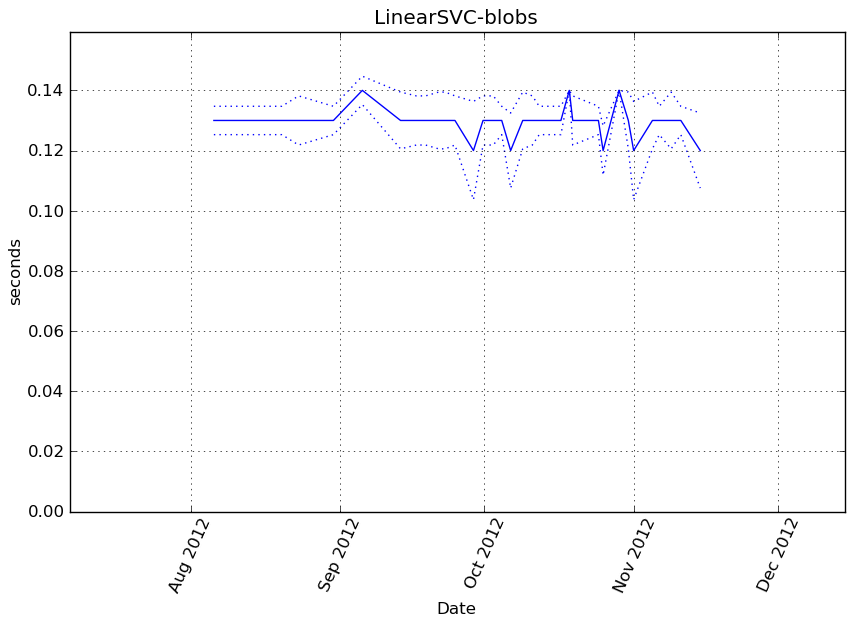 LinearSVC-blobs
0.14
0.12
0.10
0.08
0.06
0.04
0.02
0.00
seconds
Aug 2012
Sep 2012
Oct 2012
Nov 2012
Dec 2012
Date